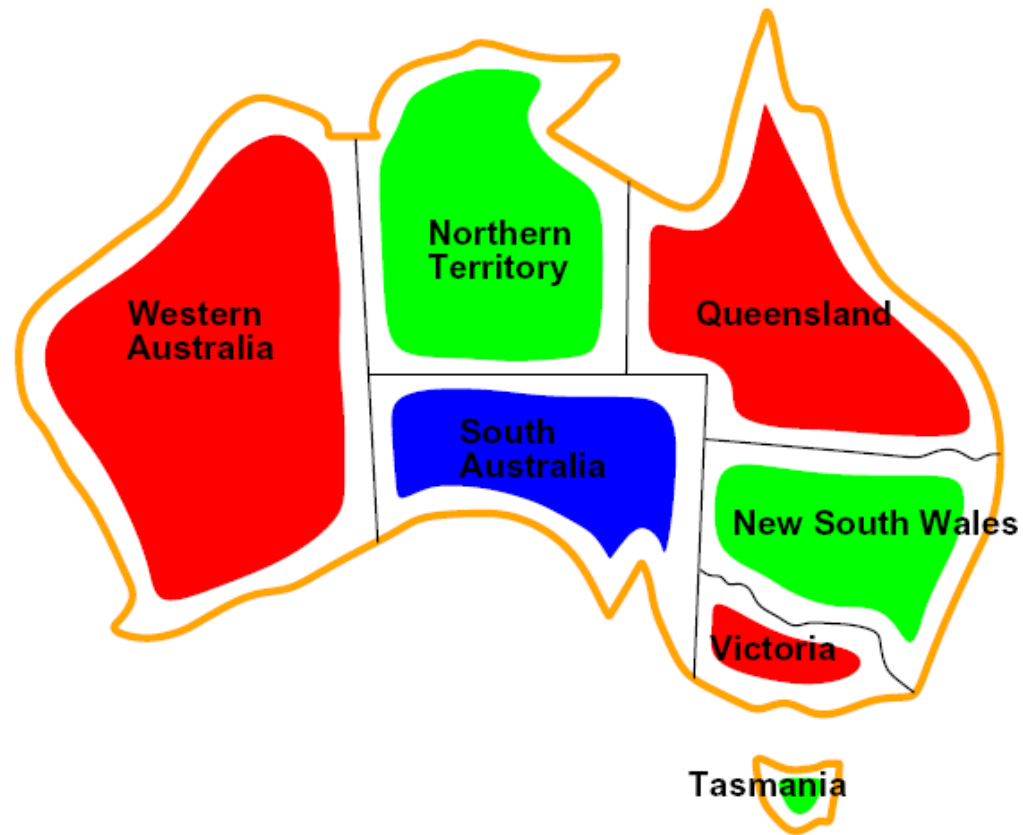 Northern
Territory
Western
Australia
Queensland
South
Australia
New South Wales
Victoria
Tasmania